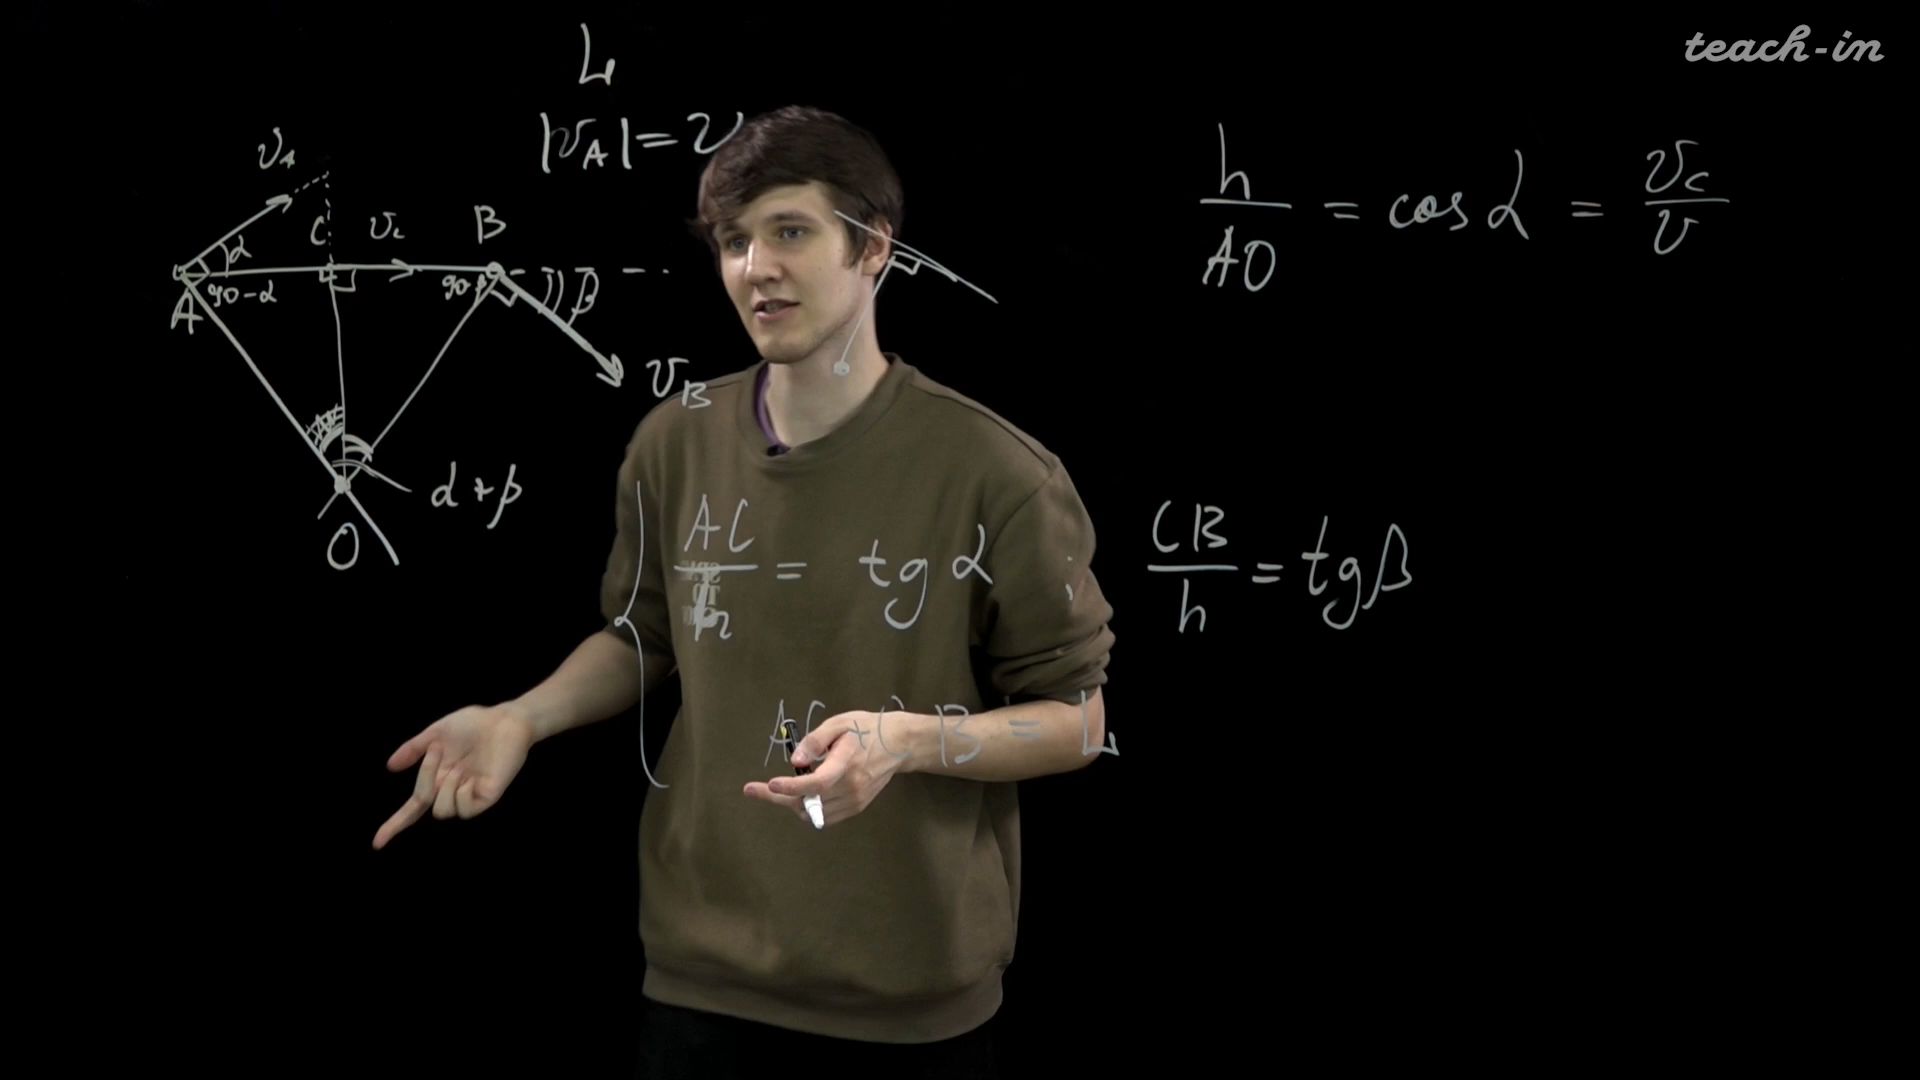 teach-in
L
|v_A| = v
v_A
α
C
v_c
B
β
A
90-α
90-β
v_B
α+β
O
h/AO = cos α = v_c/v
AC/h = tg α ; CB/h = tg β
AC + CB = L